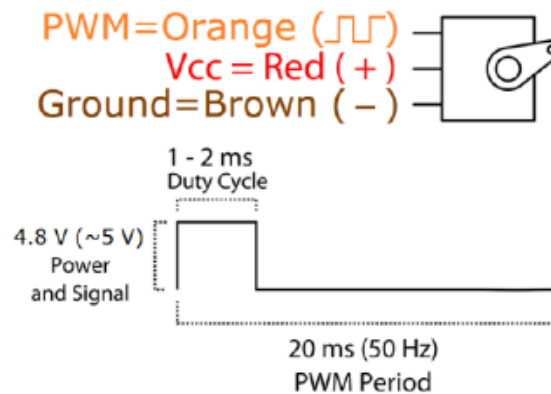 PWM=Orange (⎍⎍)
Vcc = Red (+)
Ground=Brown (−)
1 - 2 ms
Duty Cycle
4.8 V (~5 V)
Power
and Signal
20 ms (50 Hz)
PWM Period